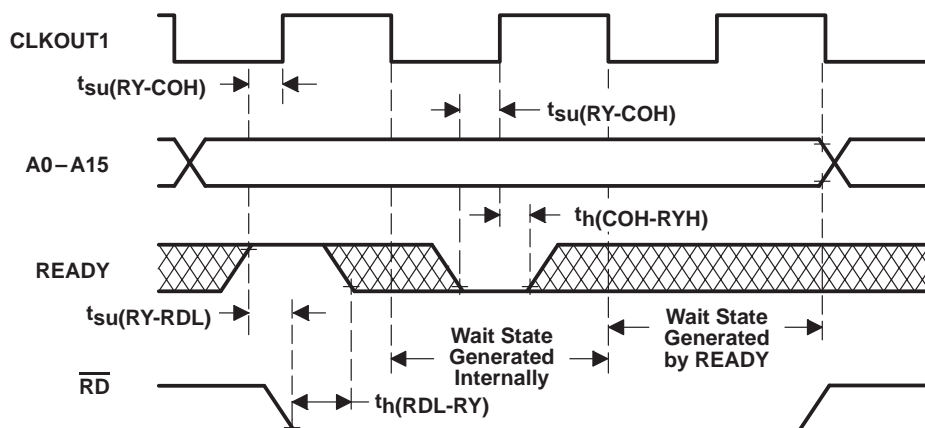 CLKOUT1
tsu(RY-COH)
tsu(RY-COH)
A0–A15
th(COH-RYH)
READY
tsu(RY-RDL)
Wait State
Generated
Internally
Wait State
Generated
by READY
RD
th(RDL-RY)